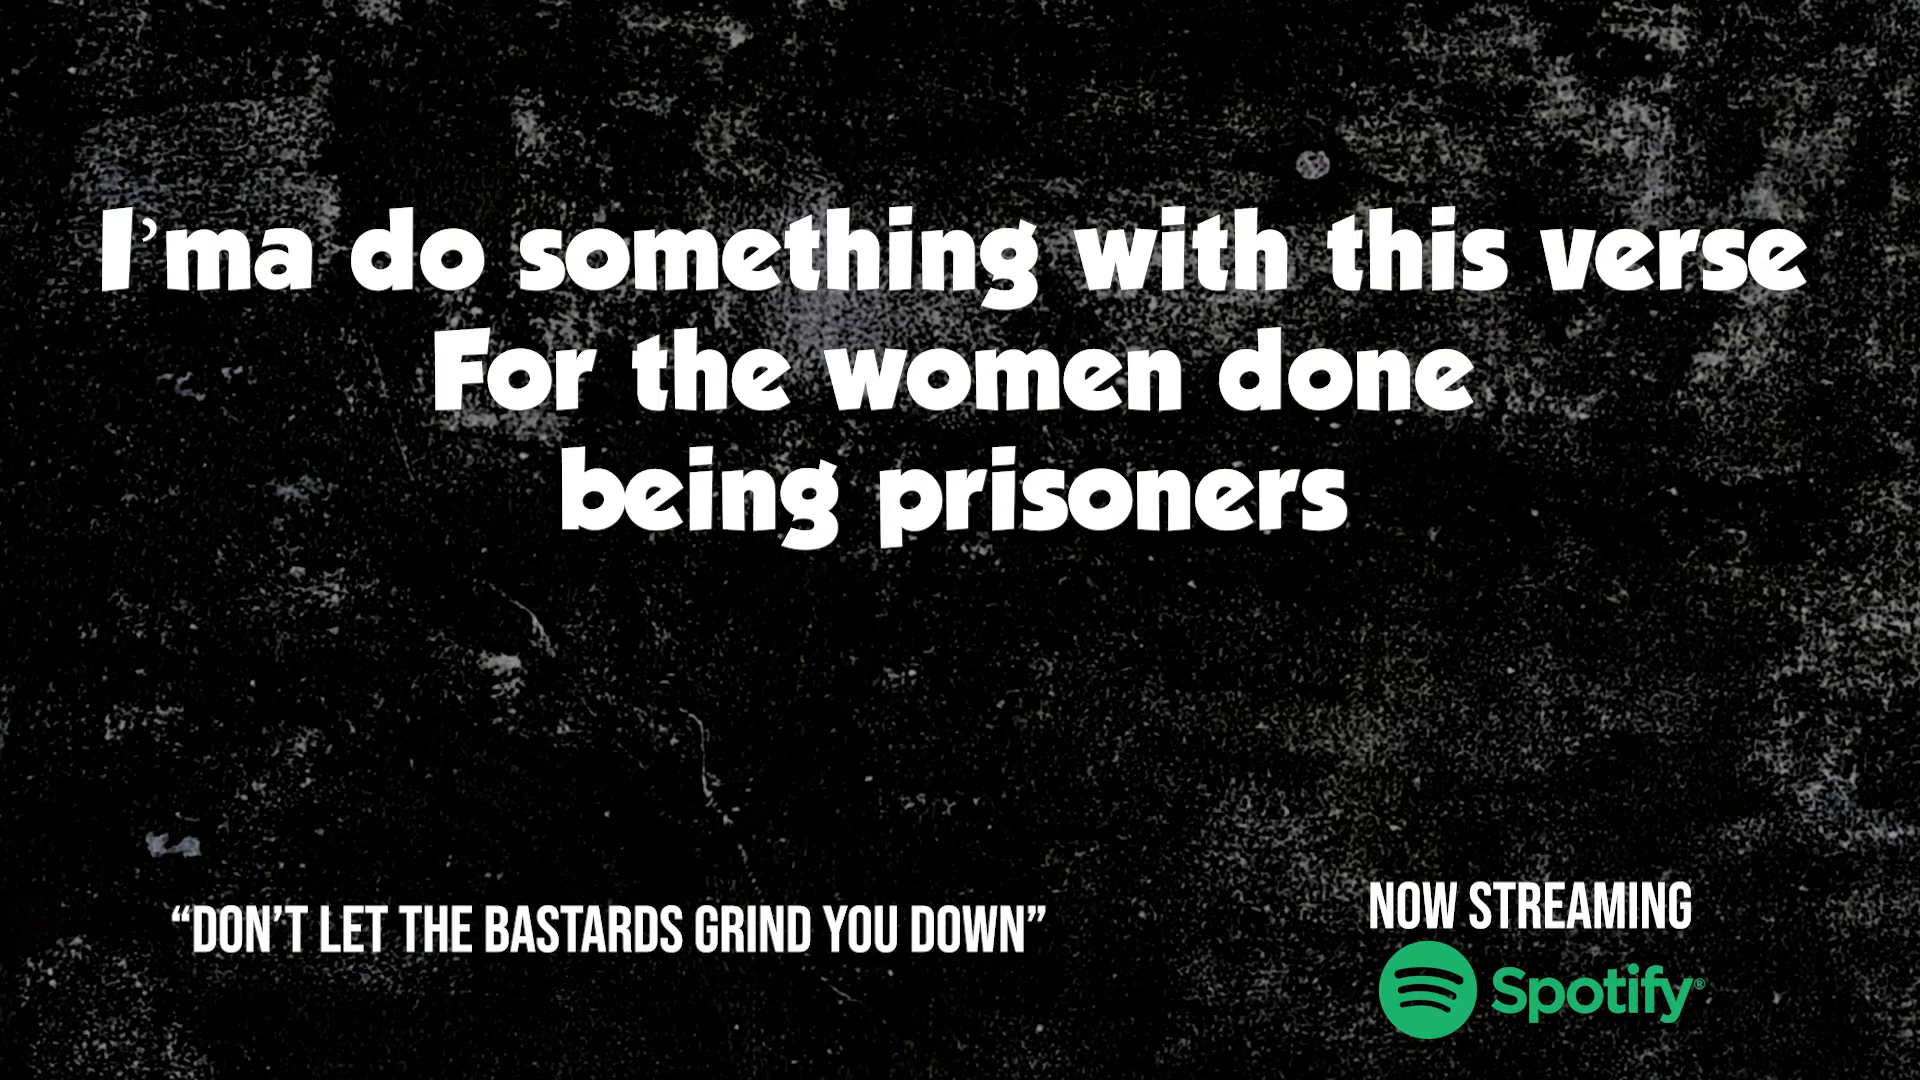 I’ma do something with this verse
For the women done
being prisoners
“DON’T LET THE BASTARDS GRIND YOU DOWN”
NOW STREAMING
Spotify®